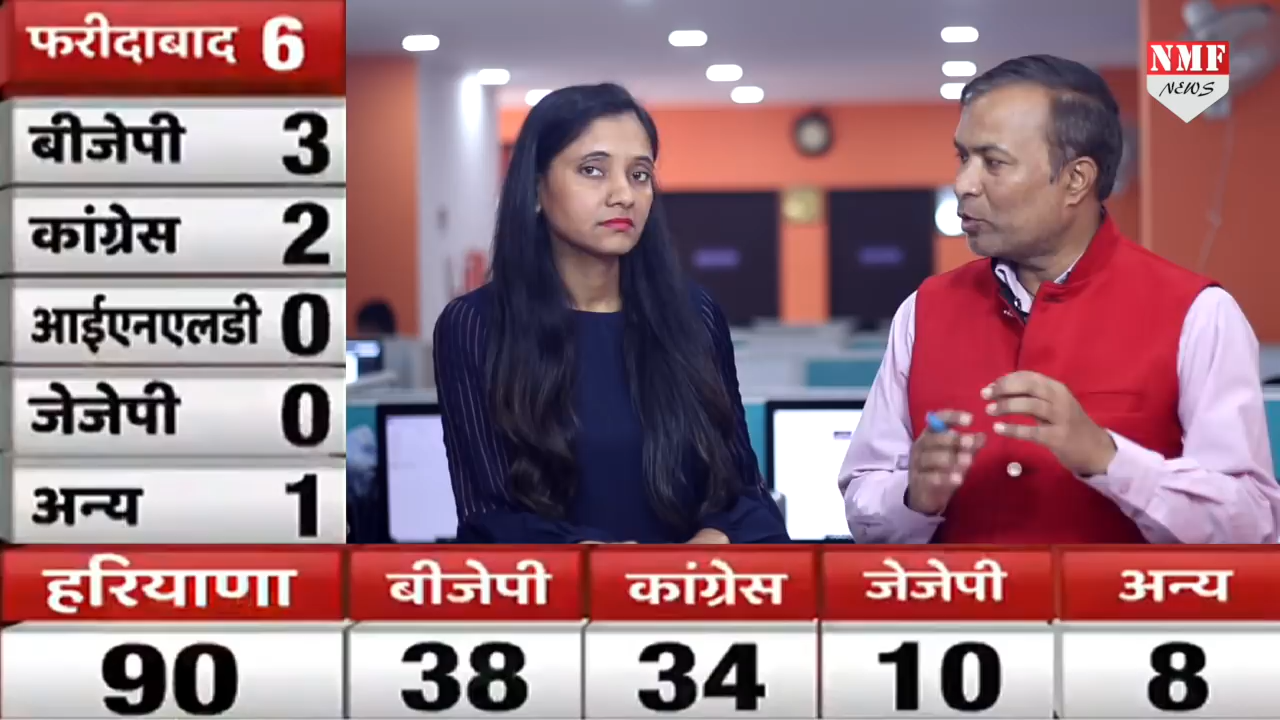 फरीदाबाद 6
बीजेपी 3
कांग्रेस 2
आईएनएलडी 0
जेजेपी 0
अन्य 1
NMF
NEWS
हरियाणा बीजेपी कांग्रेस जेजेपी अन्य
90 38 34 10 8